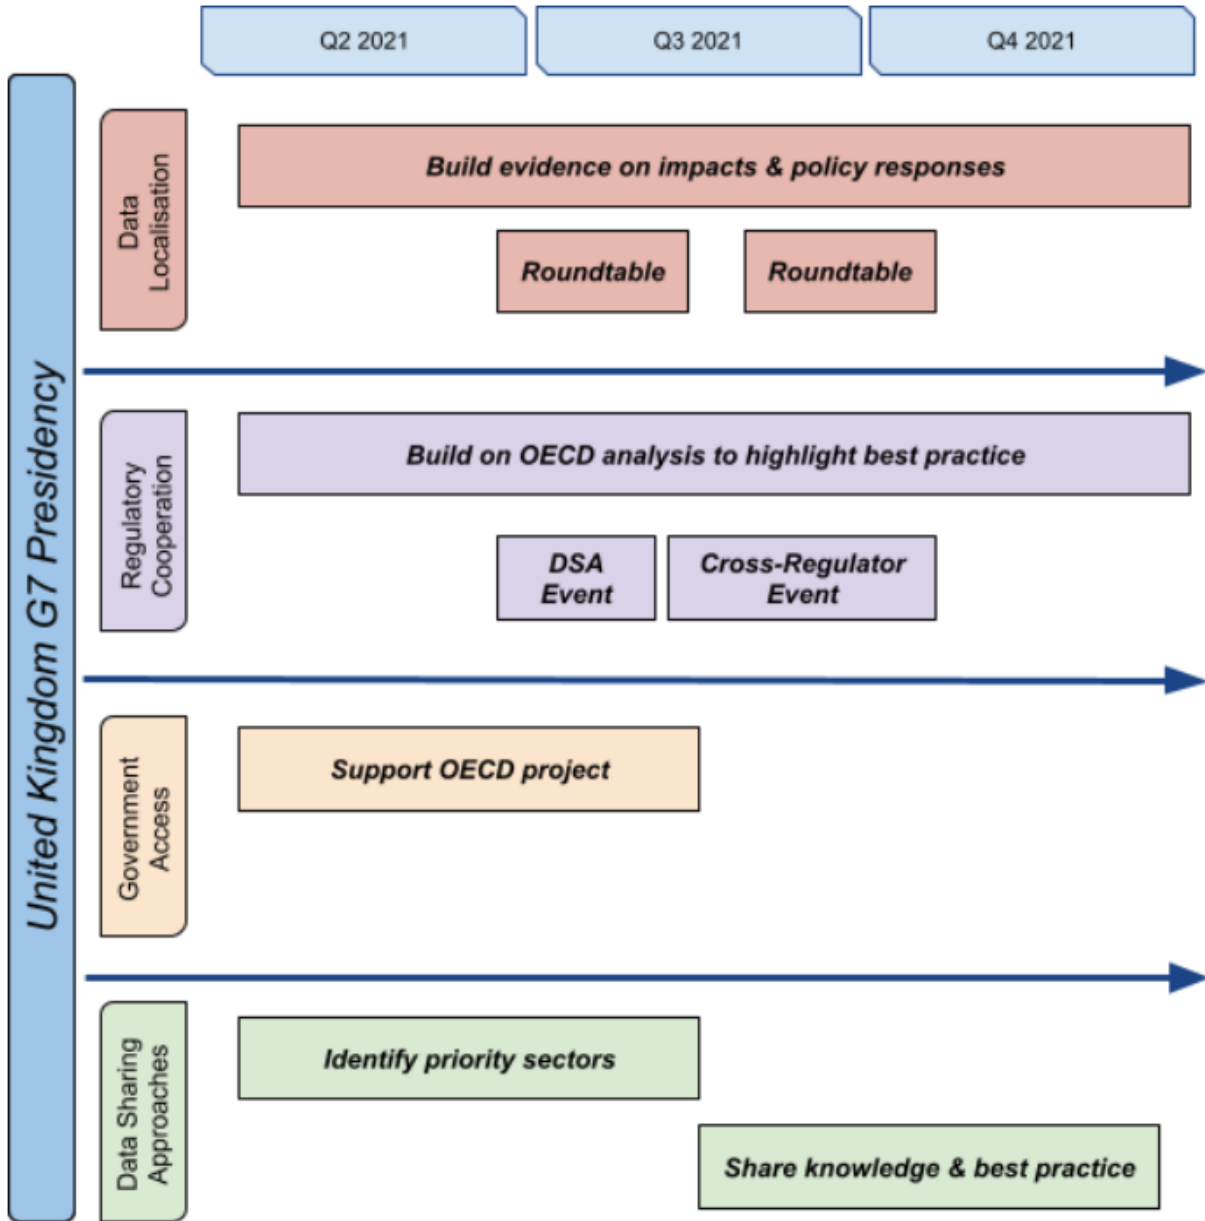 Q2 2021
Q3 2021
Q4 2021
United Kingdom G7 Presidency
Data
Localisation
Build evidence on impacts & policy responses
Roundtable
Roundtable
Regulatory
Cooperation
Build on OECD analysis to highlight best practice
DSA
Event
Cross-Regulator
Event
Government
Access
Support OECD project
Data Sharing
Approaches
Identify priority sectors
Share knowledge & best practice